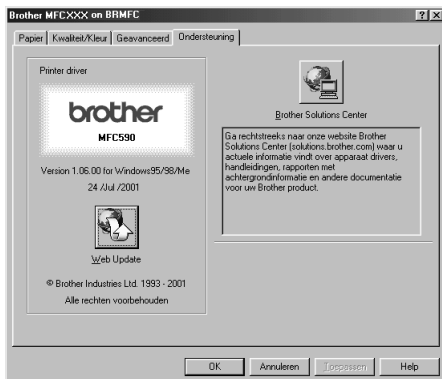 Brother MFCXXX on BRMFC
Papier
Kwaliteit/Kleur
Geavanceerd
Ondersteuning
Printer driver
brother
MFC590
Version 1.06.00 for Windows95/98/Me
24 /Jul /2001
Web Update
© Brother Industries Ltd. 1993 - 2001
Alle rechten voorbehouden
Brother Solutions Center
Ga rechtstreeks naar onze website Brother
Solutions Center (solutions.brother.com) waar u
actuele informatie vindt over apparaat drivers,
handleidingen, rapporten met
achtergrondinformatie en andere documentatie
voor uw Brother product.
OK
Annuleren
Toepassen
Help